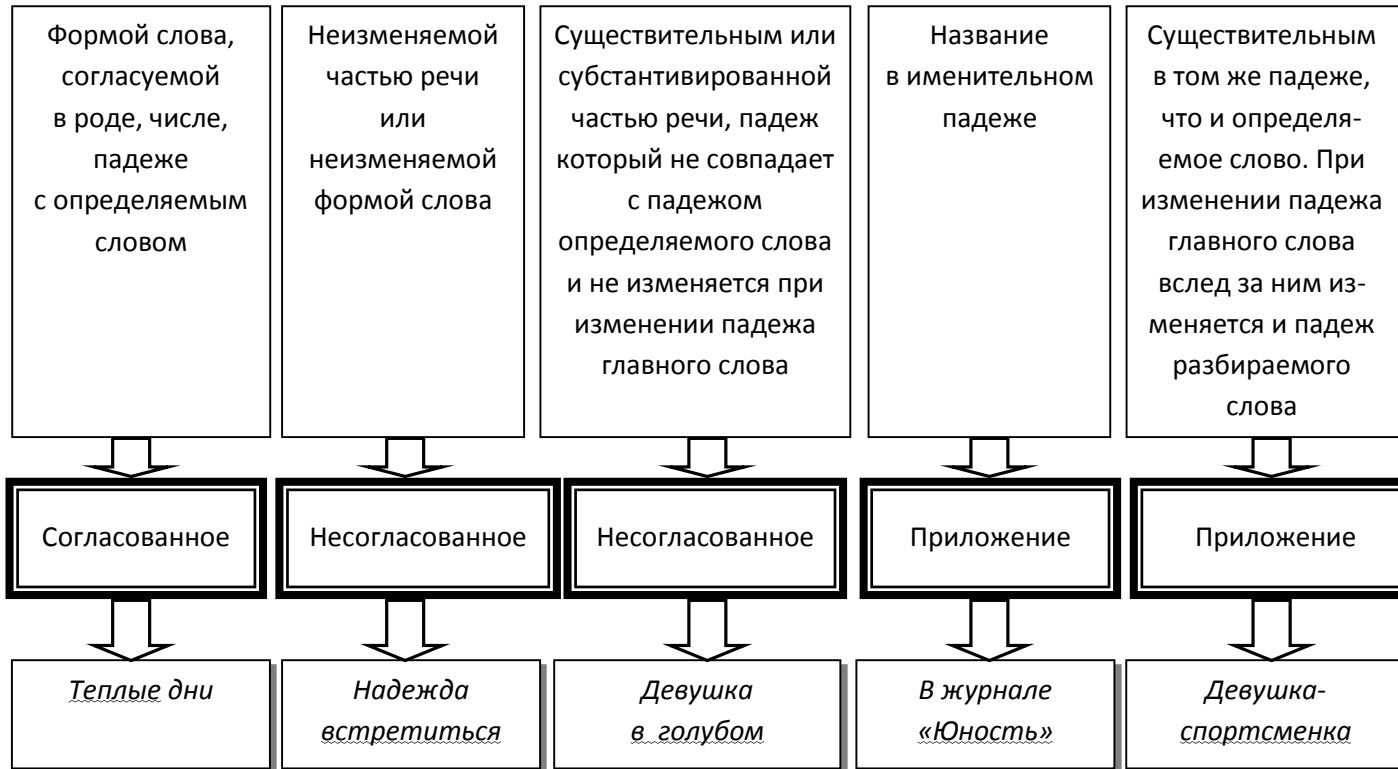 Формой слова,
согласуемой
в роде, числе,
падеже
с определяемым
словом
Неизменяемой
частью речи
или
неизменяемой
формой слова
Существительным или
субстантивированной
частью речи, падеж
который не совпадает
с падежом
определяемого слова
и не изменяется при
изменении падежа
главного слова
Название
в именительном
падеже
Существительным
в том же падеже,
что и определя-
емое слово. При
изменении падежа
главного слова
вслед за ним из-
меняется и падеж
разбираемого
слова
Согласованное
Несогласованное
Несогласованное
Приложение
Приложение
Теплые дни
Надежда
встретиться
Девушка
в голубом
В журнале
«Юность»
Девушка-
спортсменка